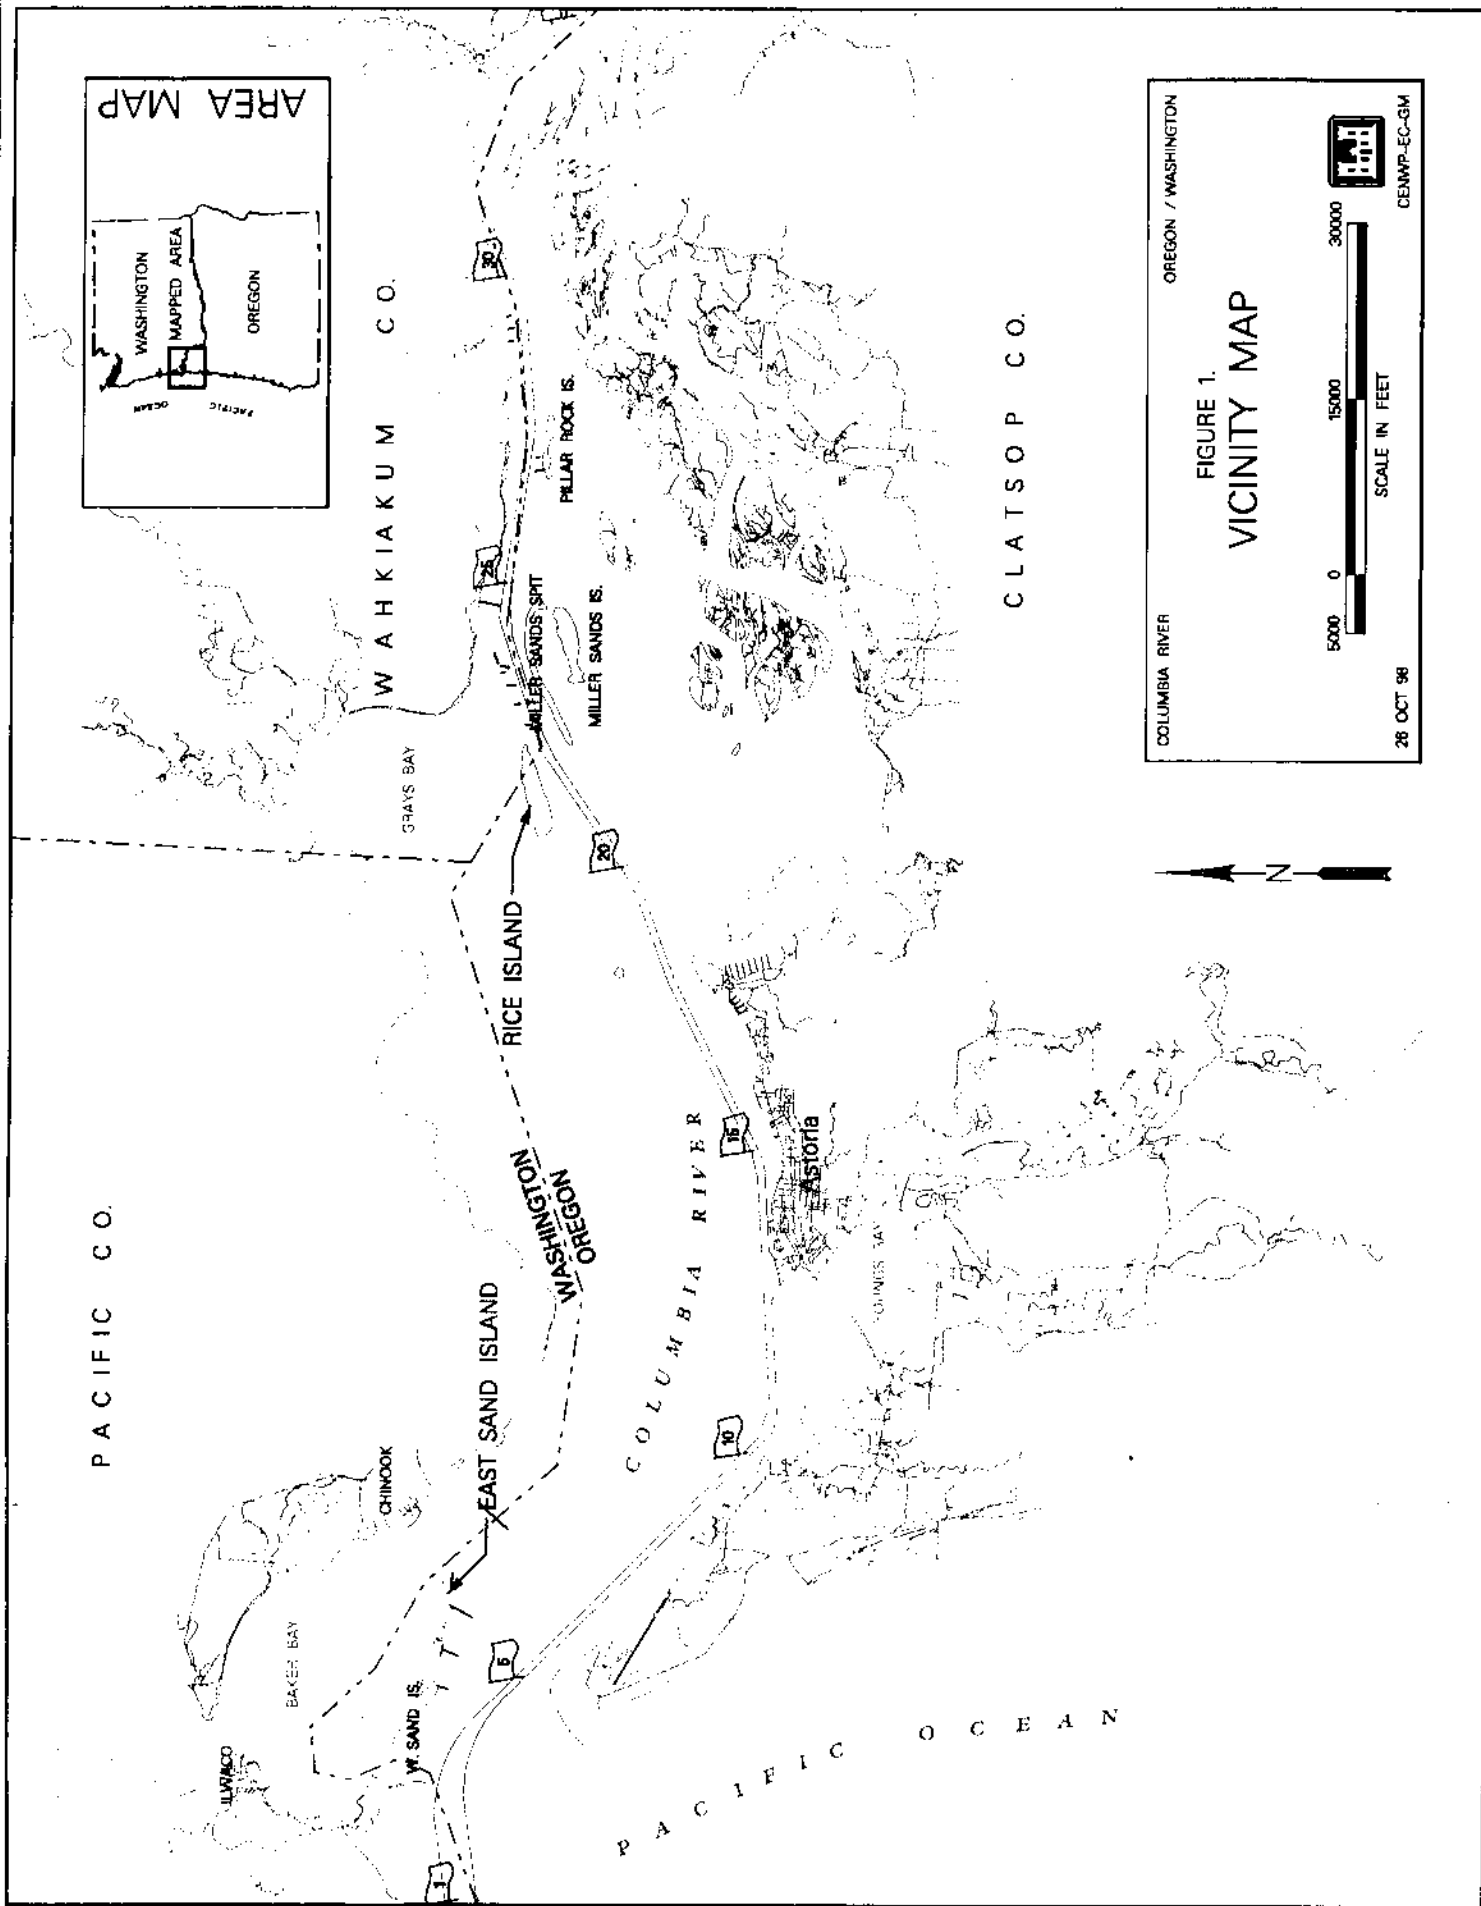 AREA MAP
WASHINGTON
MAPPED AREA
OREGON
PACIFIC
OCEAN
PACIFIC CO.
WAHKIAKUM CO.
CLATSOP CO.
ILWACO
BAKER BAY
CHINOOK
GRAYS BAY
W. SAND IS.
EAST SAND ISLAND
RICE ISLAND
WASHINGTON
OREGON
MILLER SANDS SPIT
MILLER SANDS IS.
PILLAR ROCK IS.
1
5
10
15
20
25
30
COLUMBIA RIVER
Astoria
PACIFIC OCEAN
N
COLUMBIA RIVER
OREGON / WASHINGTON
FIGURE 1.
VICINITY MAP
5000 0 15000 30000
SCALE IN FEET
26 OCT 98
CENWP-EC-GM